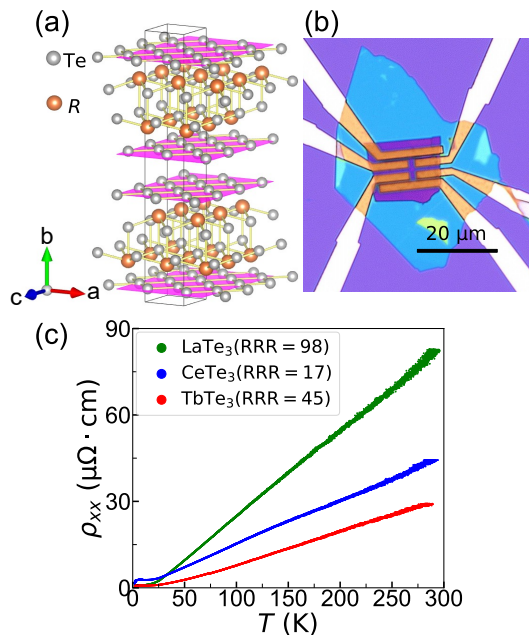 (a)
Te
R
b
c
a
(b)
20 μm
(c)
ρxx (μΩ · cm)
90
60
30
0
LaTe₃(RRR = 98)
CeTe₃(RRR = 17)
TbTe₃(RRR = 45)
0 50 100 150 200 250 300
T (K)